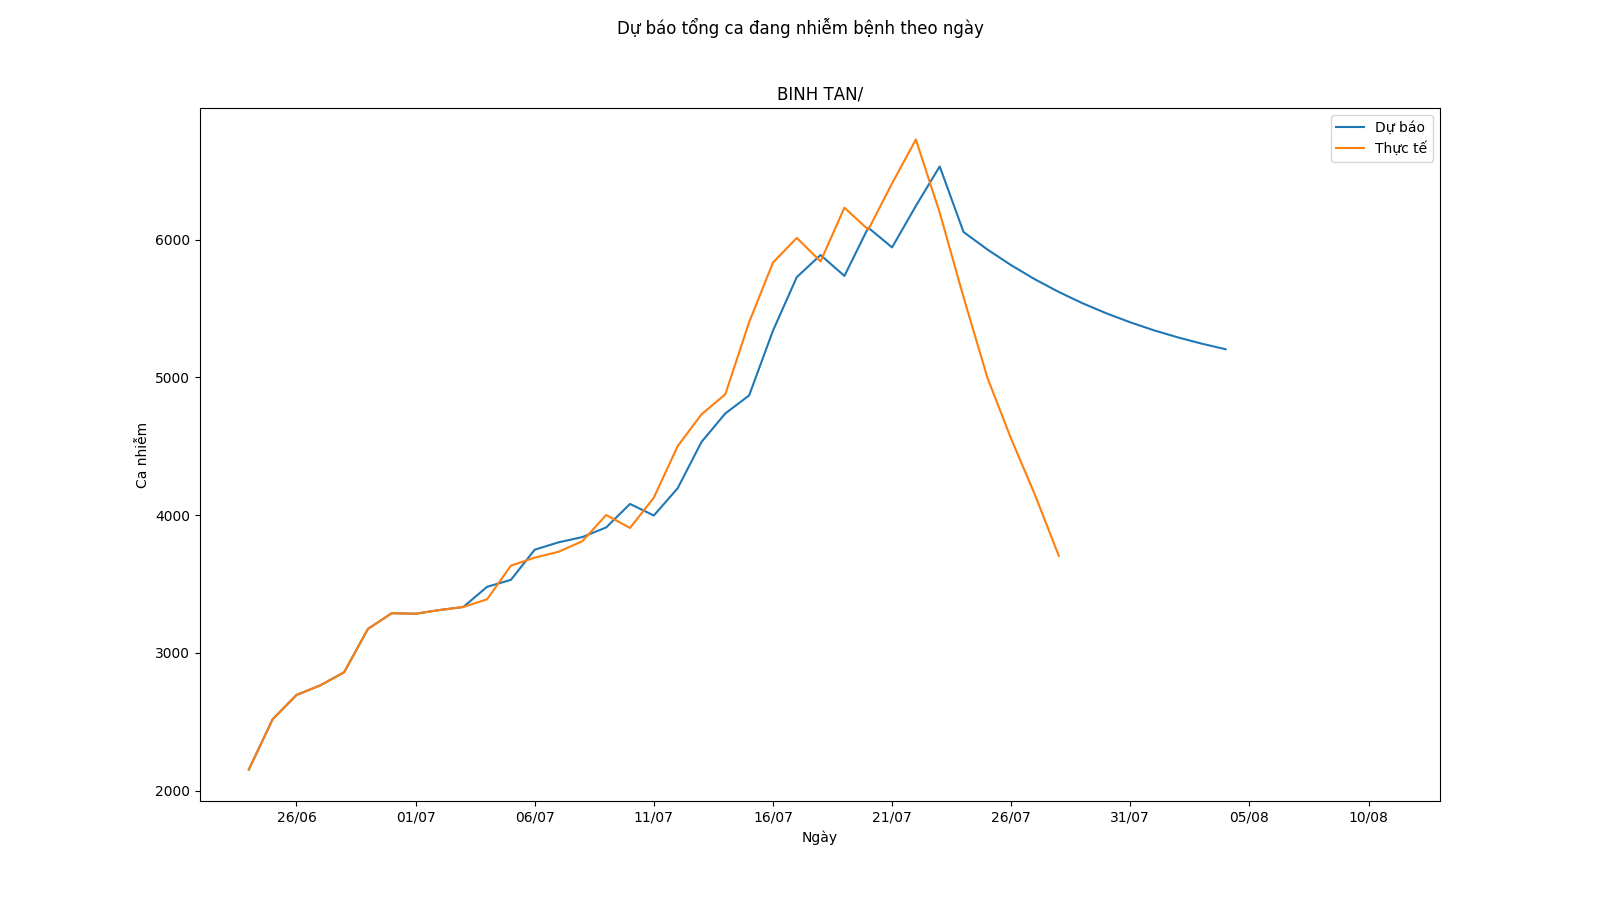 Dự báo tổng ca đang nhiễm bệnh theo ngày
BINH TAN/
Dự báo
Thực tế
6000
5000
4000
3000
2000
Ca nhiễm
26/06 01/07 06/07 11/07 16/07 21/07 26/07 31/07 05/08 10/08
Ngày